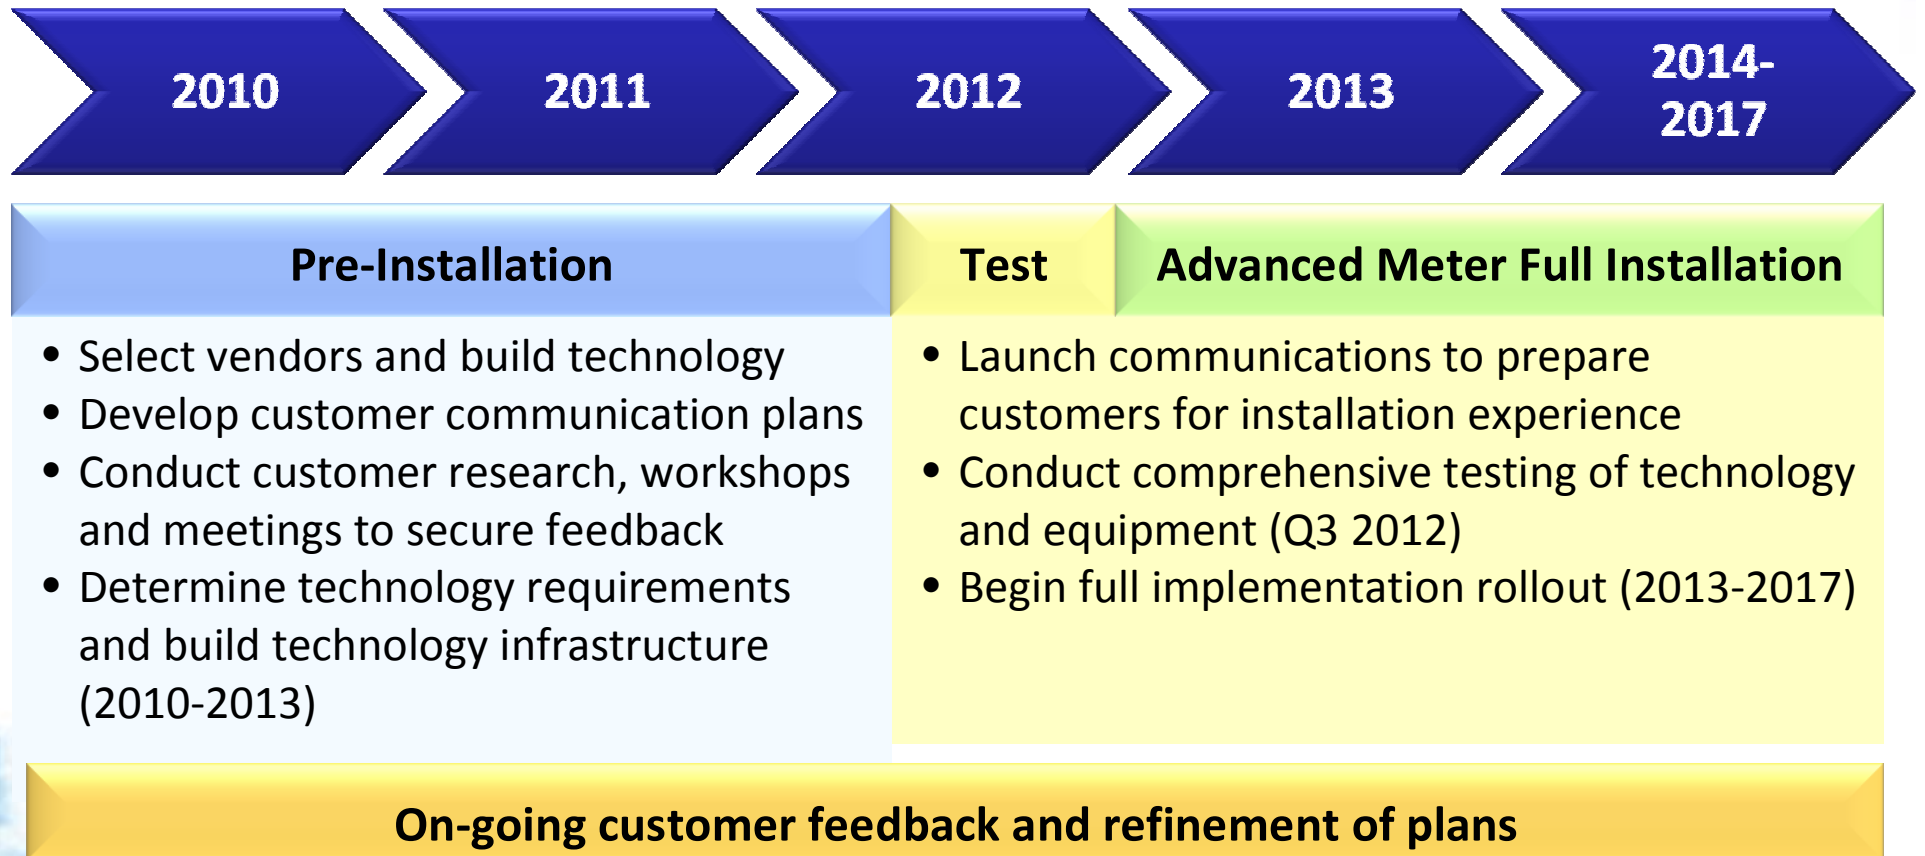 2010
2011
2012
2013
2014-
2017
Pre-Installation
Test
Advanced Meter Full Installation
• Select vendors and build technology
• Develop customer communication plans
• Conduct customer research, workshops
and meetings to secure feedback
• Determine technology requirements
and build technology infrastructure
(2010-2013)
• Launch communications to prepare
customers for installation experience
• Conduct comprehensive testing of technology
and equipment (Q3 2012)
• Begin full implementation rollout (2013-2017)
On-going customer feedback and refinement of plans